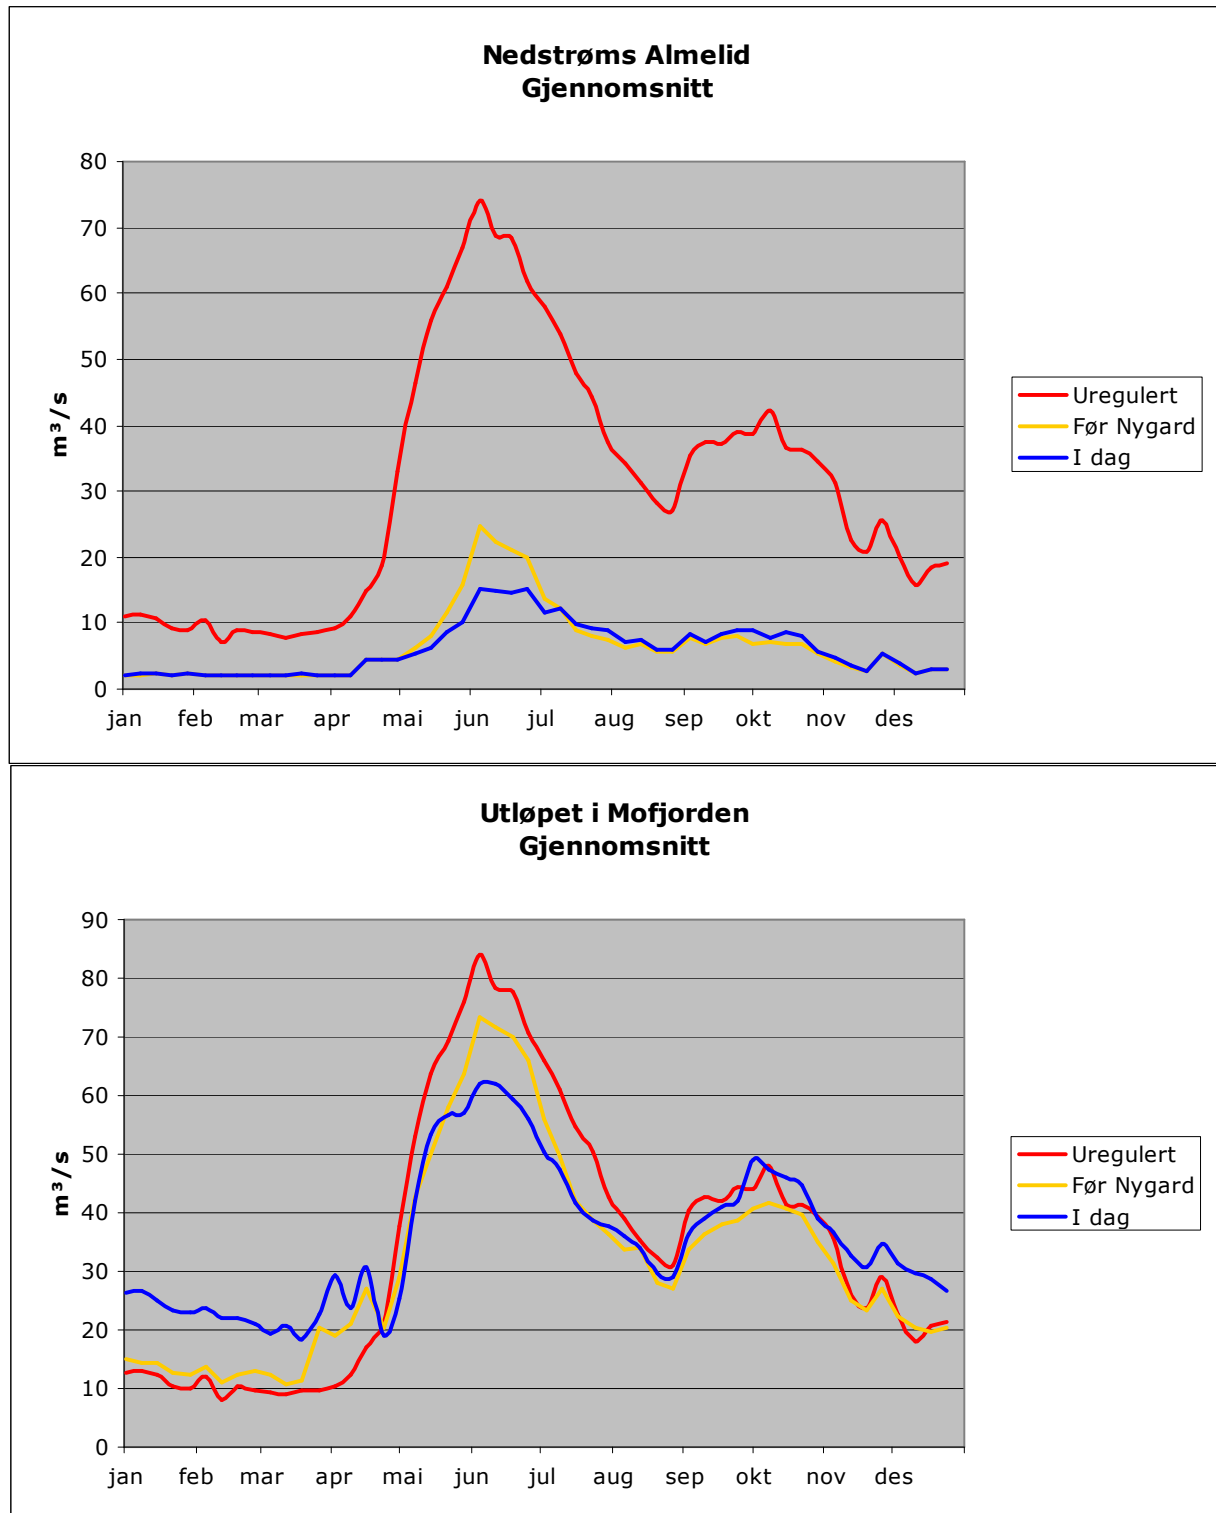 Nedstrøms Almelid
Gjennomsnitt
80
70
60
50
40
30
20
10
0
m³/s
jan feb mar apr mai jun jul aug sep okt nov des
Uregulert
Før Nygard
I dag
Utløpet i Mofjorden
Gjennomsnitt
90
80
70
60
50
40
30
20
10
0
m³/s
jan feb mar apr mai jun jul aug sep okt nov des
Uregulert
Før Nygard
I dag